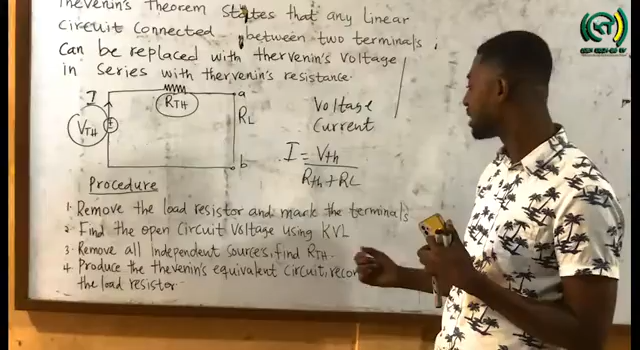 Thevenin's Theorem States that any Linear
Circuit Connected between two terminals
Can be replaced with thervenin's Voltage
in Series with thervenin's resistance.
I
RTH
a
VTH
RL
b
Voltage
Current
I = Vth
Rth + RL
Procedure
1. Remove the load resistor and mark the terminals
2. Find the open Circuit Voltage using KVL
3. Remove all Independent Sources, find RTH.
4. Produce the thevenin's equivalent Circuit, recon
the load resistor.
KT